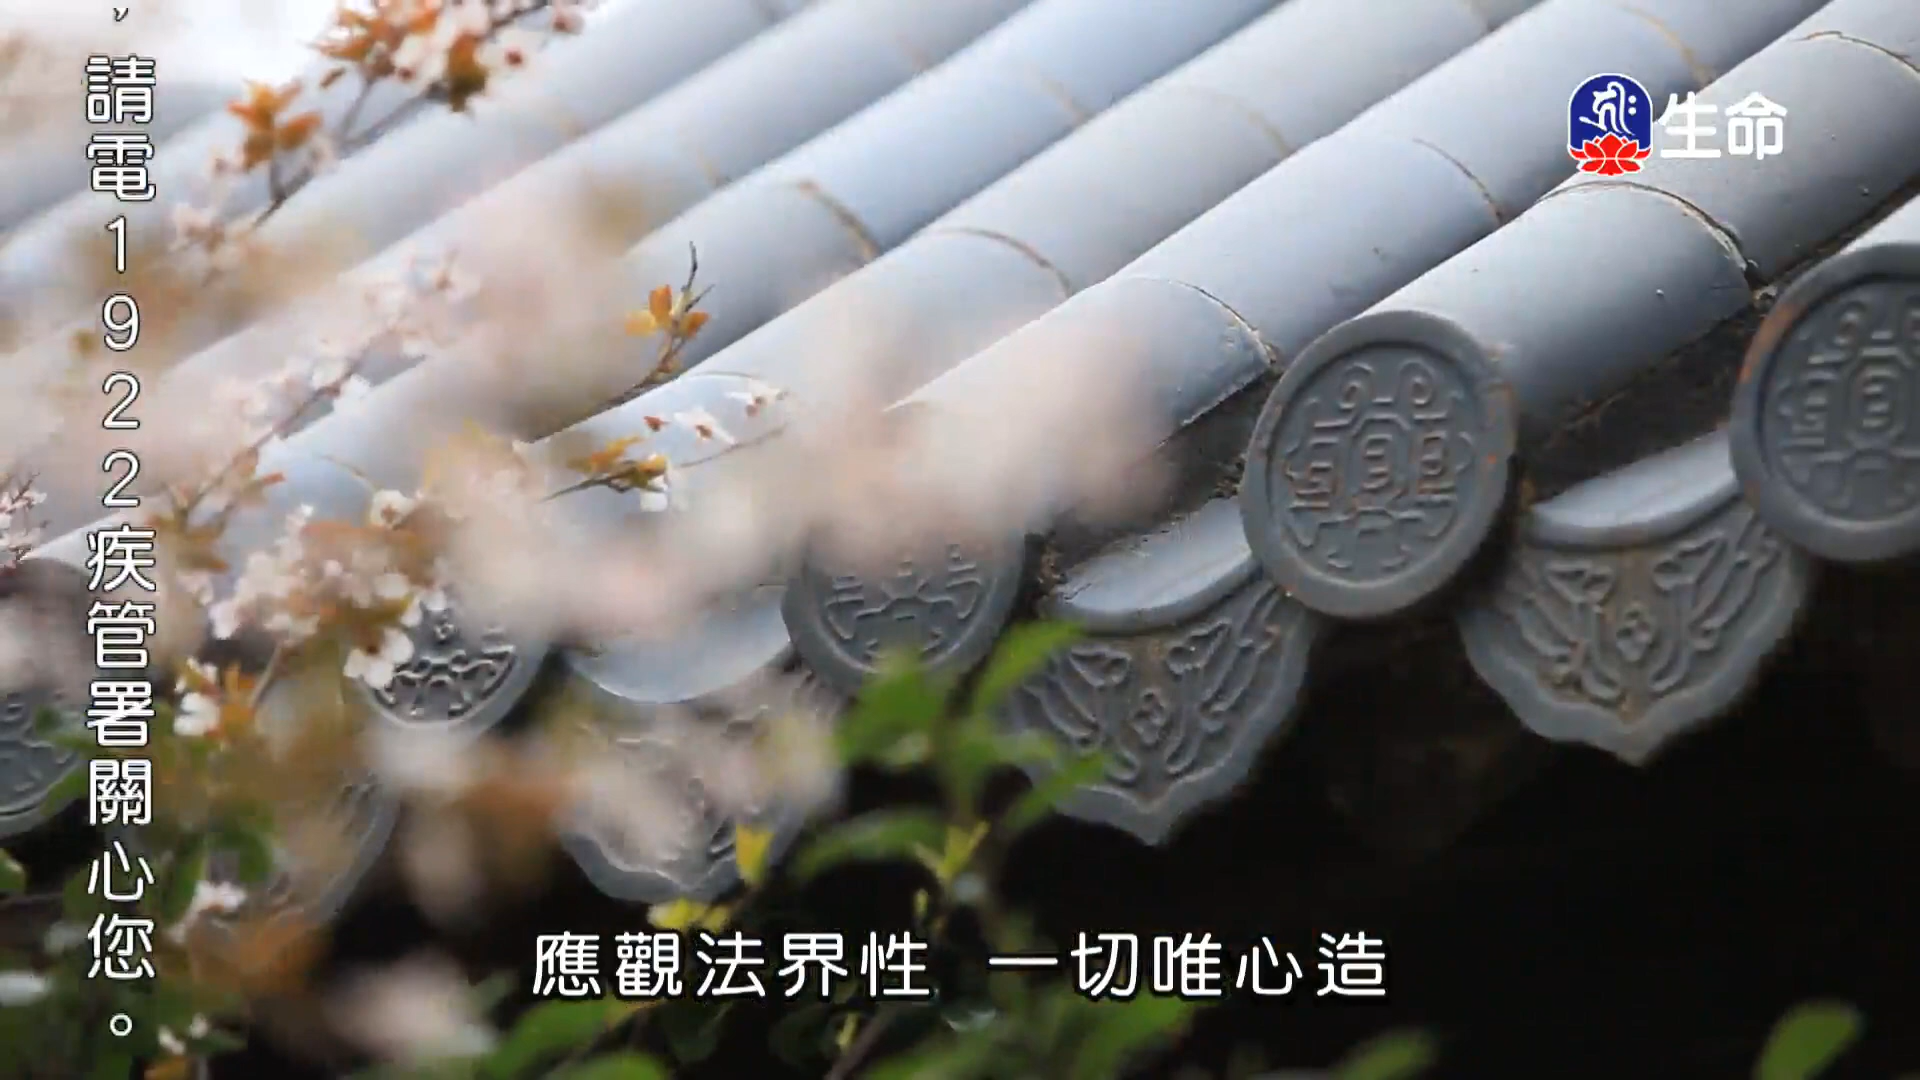 ，請電1922疾管署關心您。
生命
應觀法界性 一切唯心造